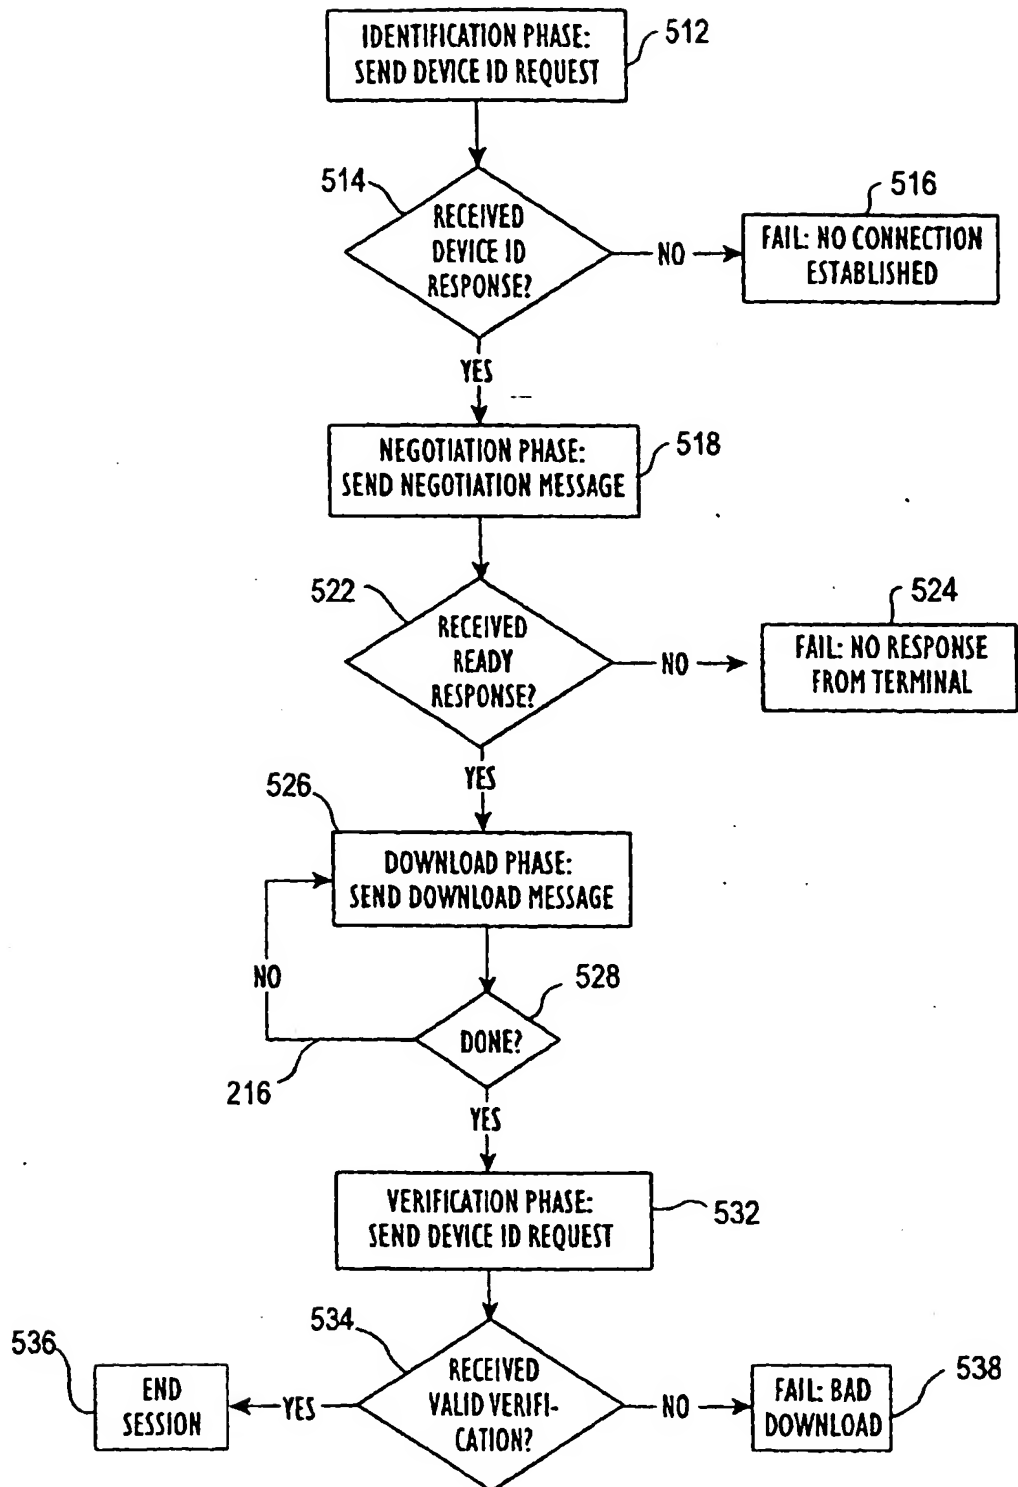 IDENTIFICATION PHASE:
SEND DEVICE ID REQUEST
512
514
RECEIVED
DEVICE ID
RESPONSE?
NO
516
FAIL: NO CONNECTION
ESTABLISHED
YES
NEGOTIATION PHASE:
SEND NEGOTIATION MESSAGE
518
522
RECEIVED
READY
RESPONSE?
NO
524
FAIL: NO RESPONSE
FROM TERMINAL
YES
526
DOWNLOAD PHASE:
SEND DOWNLOAD MESSAGE
NO
528
DONE?
216
YES
VERIFICATION PHASE:
SEND DEVICE ID REQUEST
532
534
RECEIVED
VALID VERIFI-
CATION?
536
END
SESSION
YES
NO
FAIL: BAD
DOWNLOAD
538